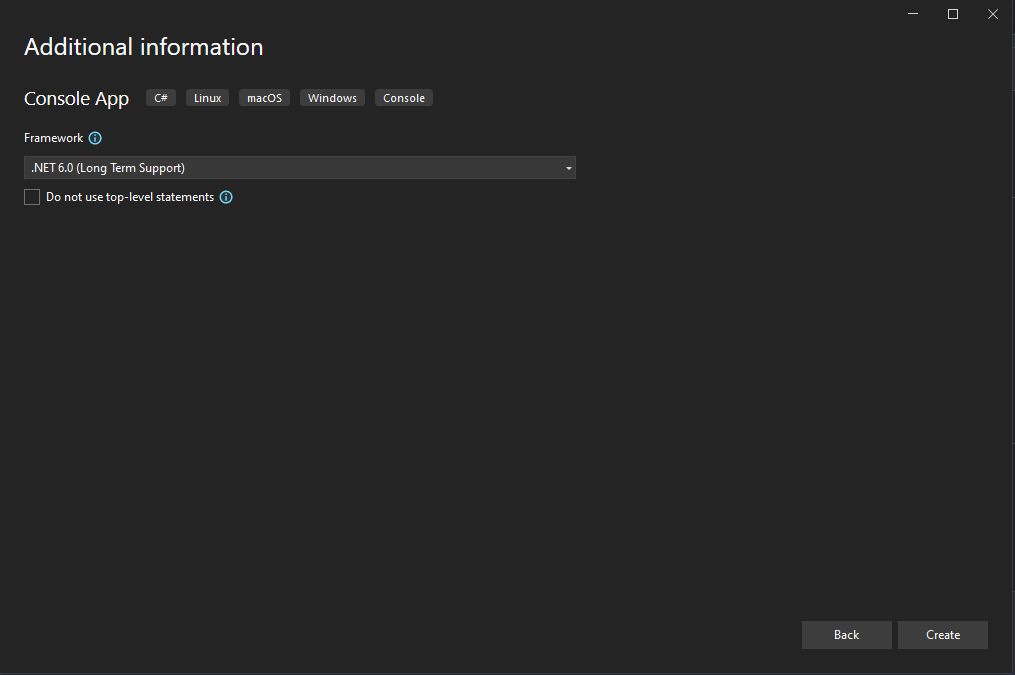 Additional information
Console App C# Linux macOS Windows Console
Framework
.NET 6.0 (Long Term Support)
Do not use top-level statements
Back Create